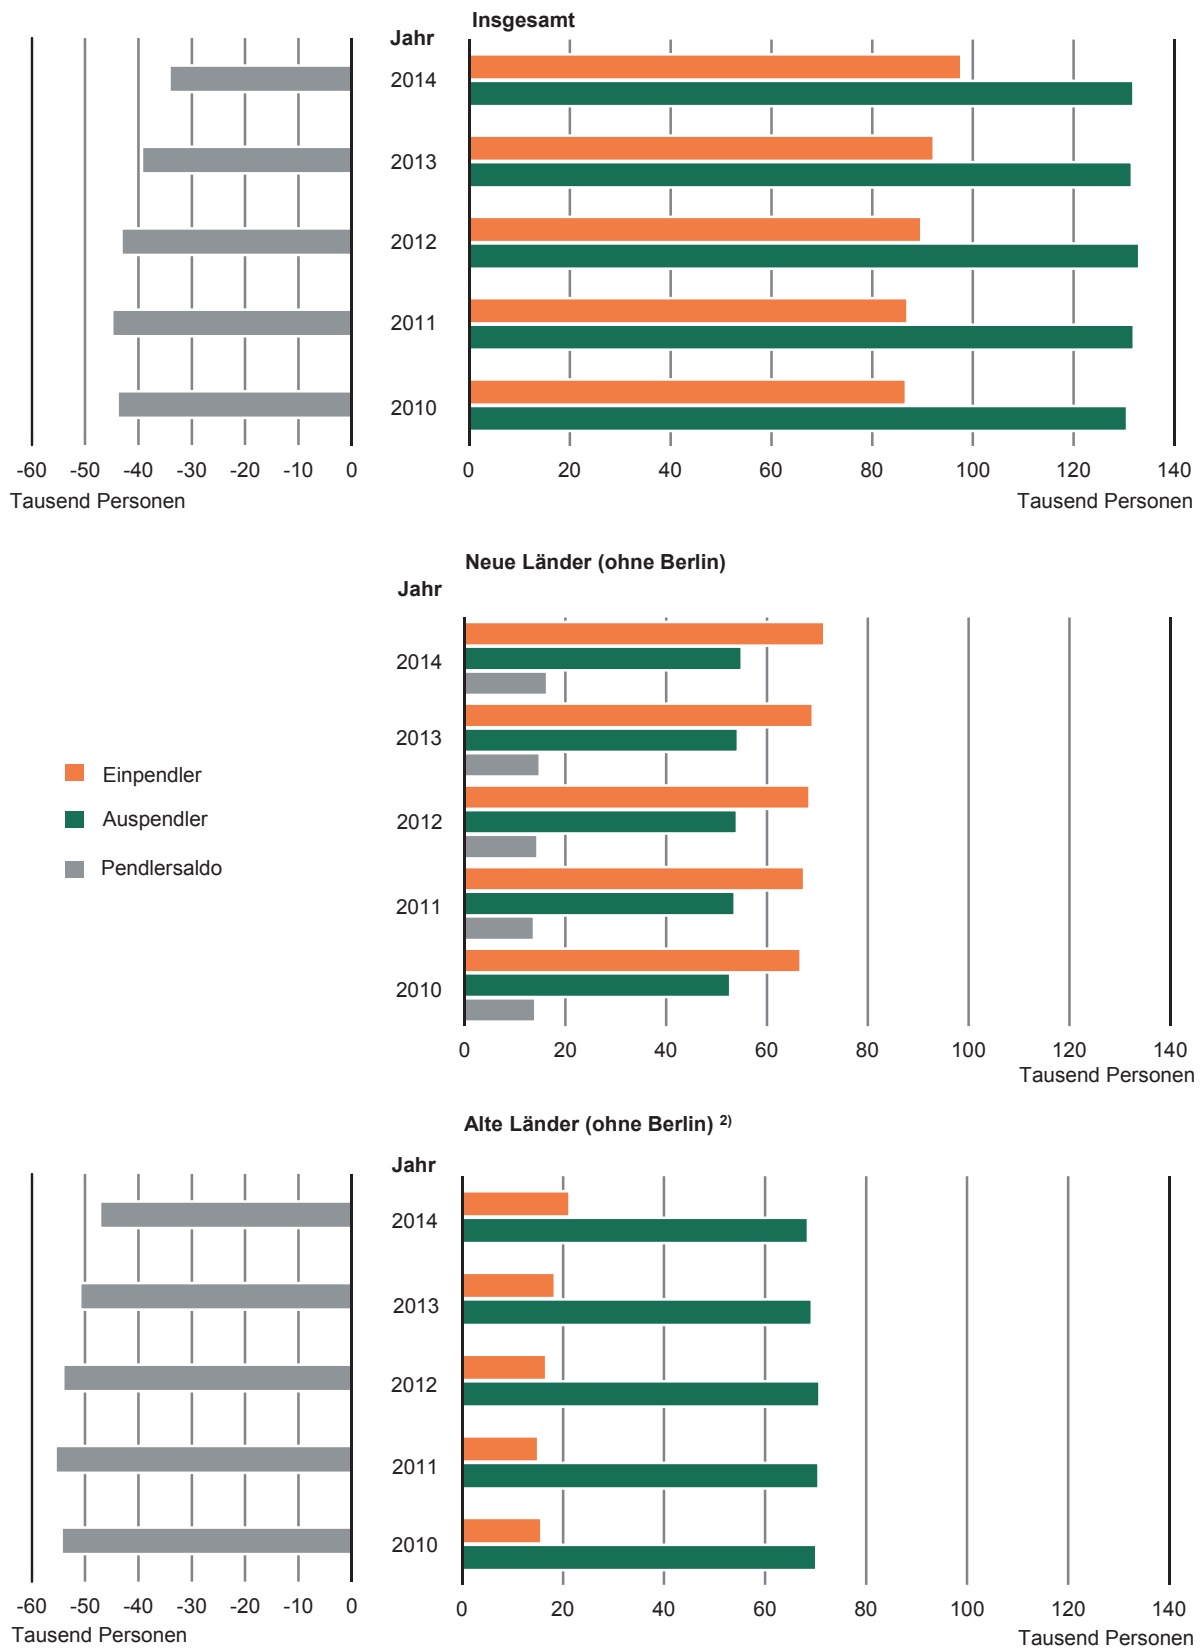 Insgesamt
Jahr
2014
2013
2012
2011
2010
-60 -50 -40 -30 -20 -10 0
0 20 40 60 80 100 120 140
Tausend Personen
Tausend Personen
Neue Länder (ohne Berlin)
Jahr
2014
2013
2012
2011
2010
Einpendler
Auspendler
Pendlersaldo
0 20 40 60 80 100 120 140
Tausend Personen
Alte Länder (ohne Berlin) 2)
Jahr
2014
2013
2012
2011
2010
-60 -50 -40 -30 -20 -10 0
0 20 40 60 80 100 120 140
Tausend Personen
Tausend Personen